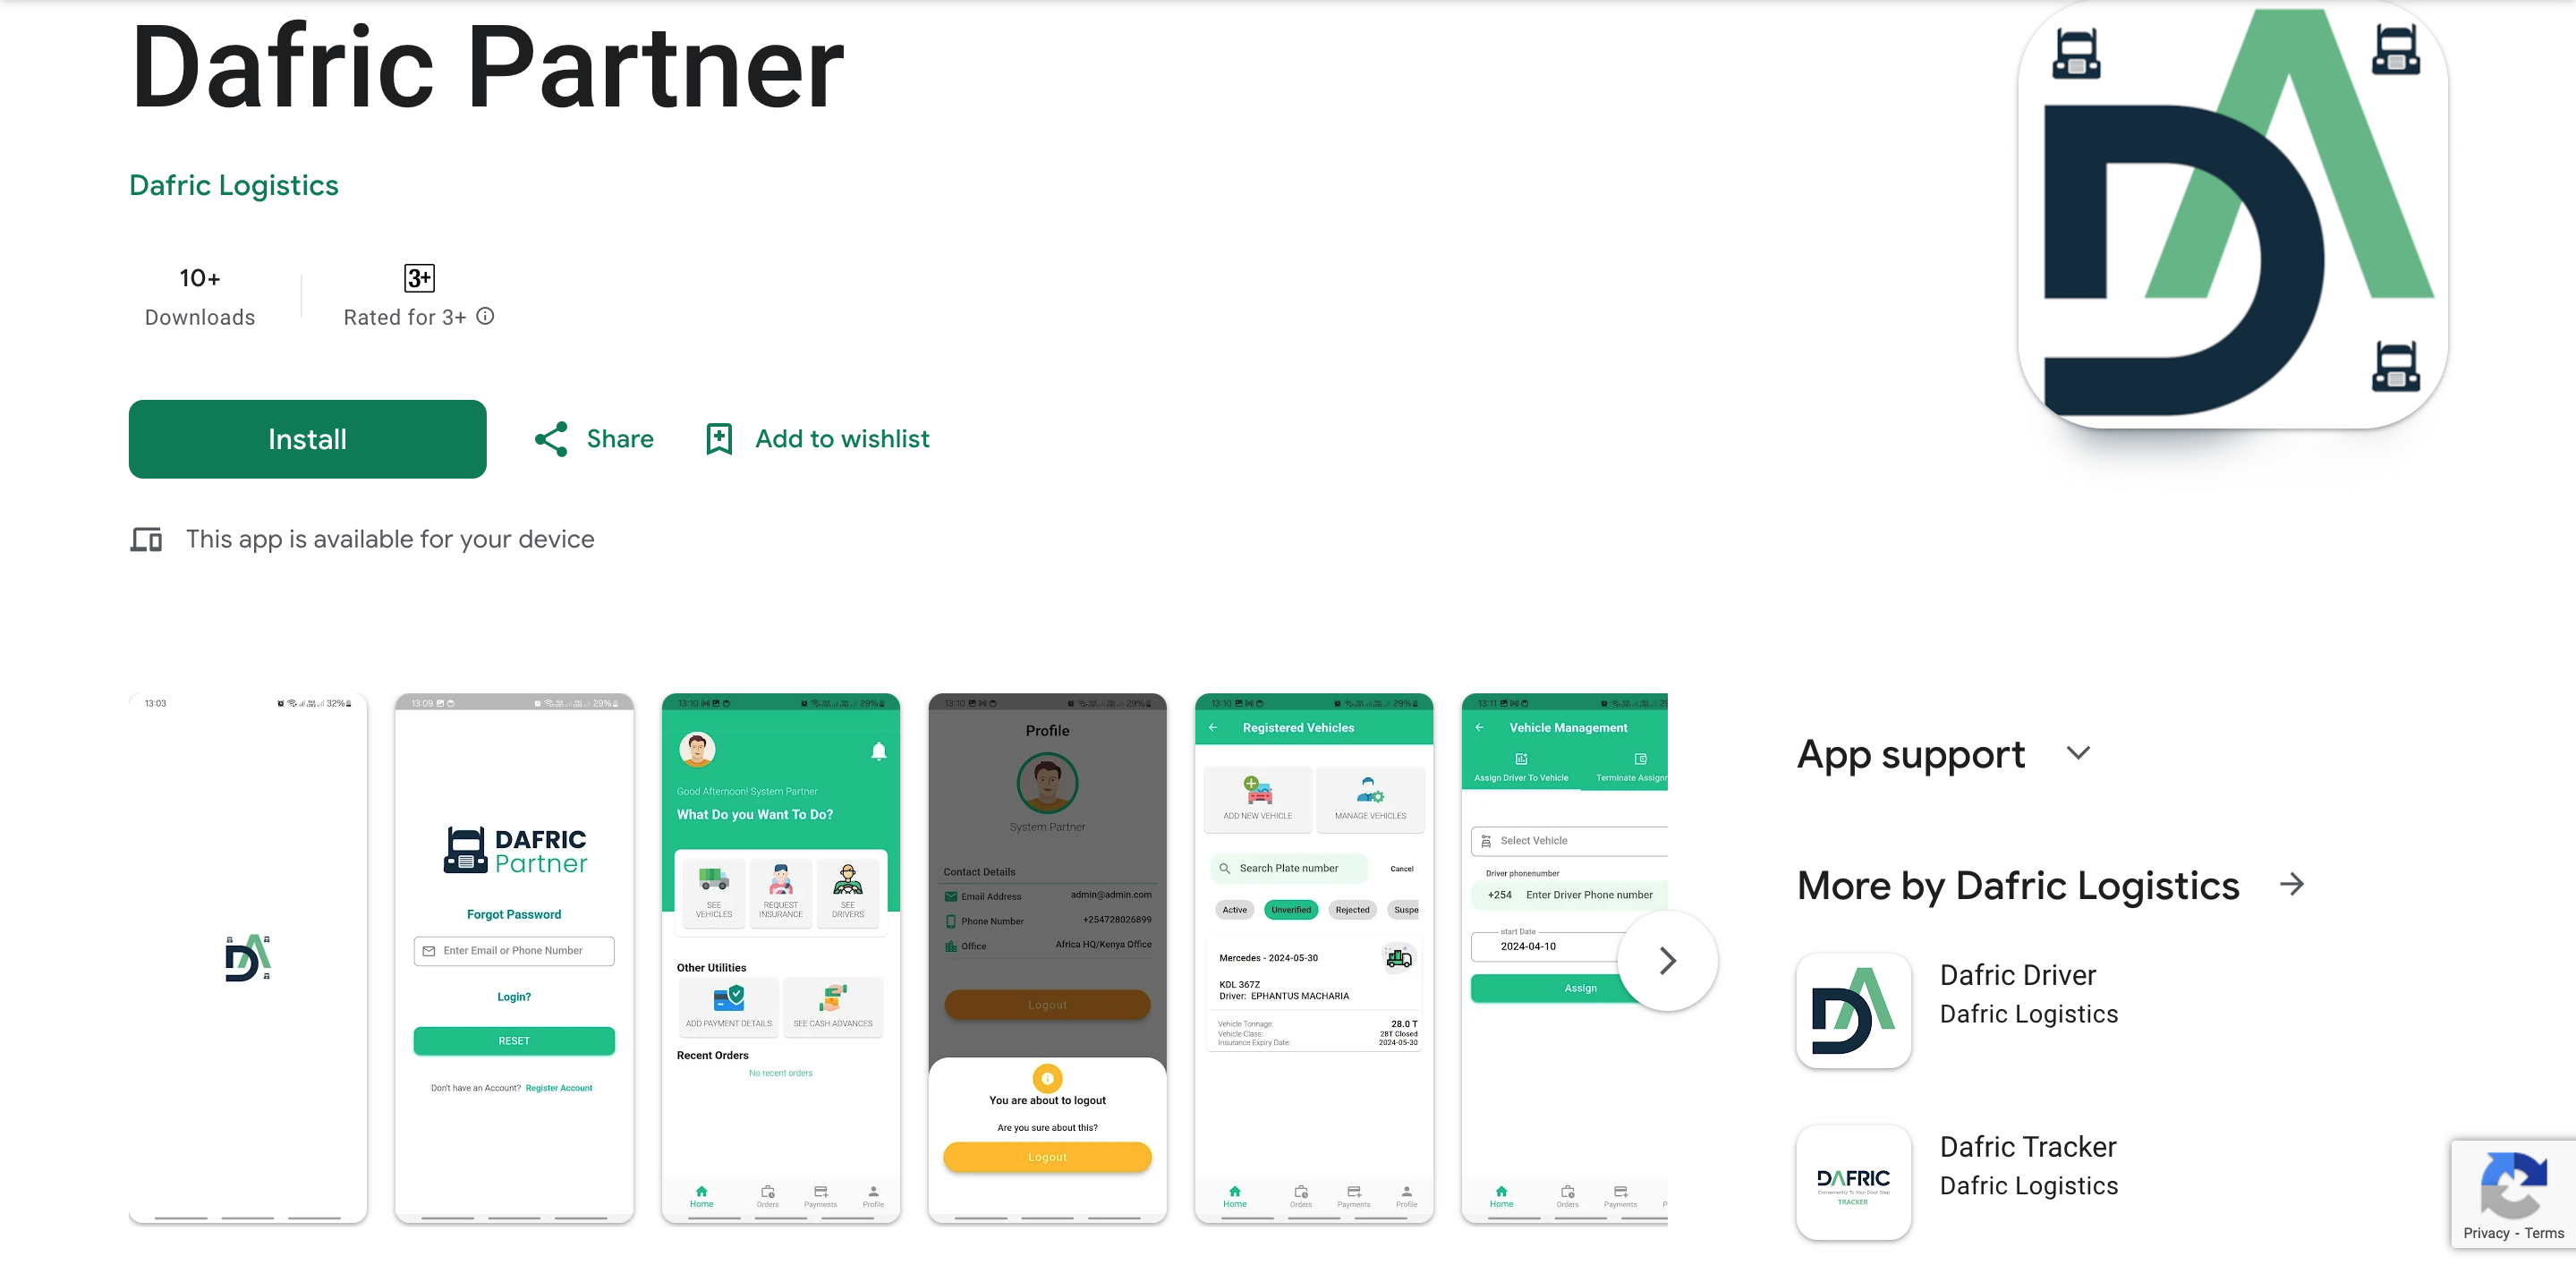 Dafric Partner
Dafric Logistics
10+
Downloads
3+
Rated for 3+
Install
Share
Add to wishlist
This app is available for your device
13:03
32%
13:09
29%
DAFRIC
Partner
Forgot Password
Enter Email or Phone Number
Login?
RESET
Don't have an Account? Register Account
13:10
29%
Good Afternoon! System Partner
What Do you Want To Do?
SEE VEHICLES
REQUEST INSURANCE
SEE DRIVERS
Other Utilities
ADD PAYMENT DETAILS
SEE CASH ADVANCES
Recent Orders
No recent orders
Home
Orders
Payments
Profile
13:10
29%
Profile
System Partner
Contact Details
Email Address admin@admin.com
Phone Number +254728026899
Office Africa HQ/Kenya Office
Logout
You are about to logout
Are you sure about this?
Logout
13:10
29%
Registered Vehicles
ADD NEW VEHICLE
MANAGE VEHICLES
Search Plate number
Cancel
Active
Unverified
Rejected
Suspe
Mercedes - 2024-05-30
KDL 367Z
Driver: EPHANTUS MACHARIA
Vehicle Tonnage: 28.0 T
Vehicle Class: 28T Closed
Insurance Expiry Date: 2024-05-30
Home
Orders
Payments
Profile
13:11
Vehicle Management
Assign Driver To Vehicle
Terminate Assignm
Select Vehicle
Driver phonenumber
+254 Enter Driver Phone number
start Date
2024-04-10
Assign
Home
Orders
Payments
P
App support
More by Dafric Logistics
Dafric Driver
Dafric Logistics
DAFRIC
TRACKER
Dafric Tracker
Dafric Logistics
Privacy - Terms